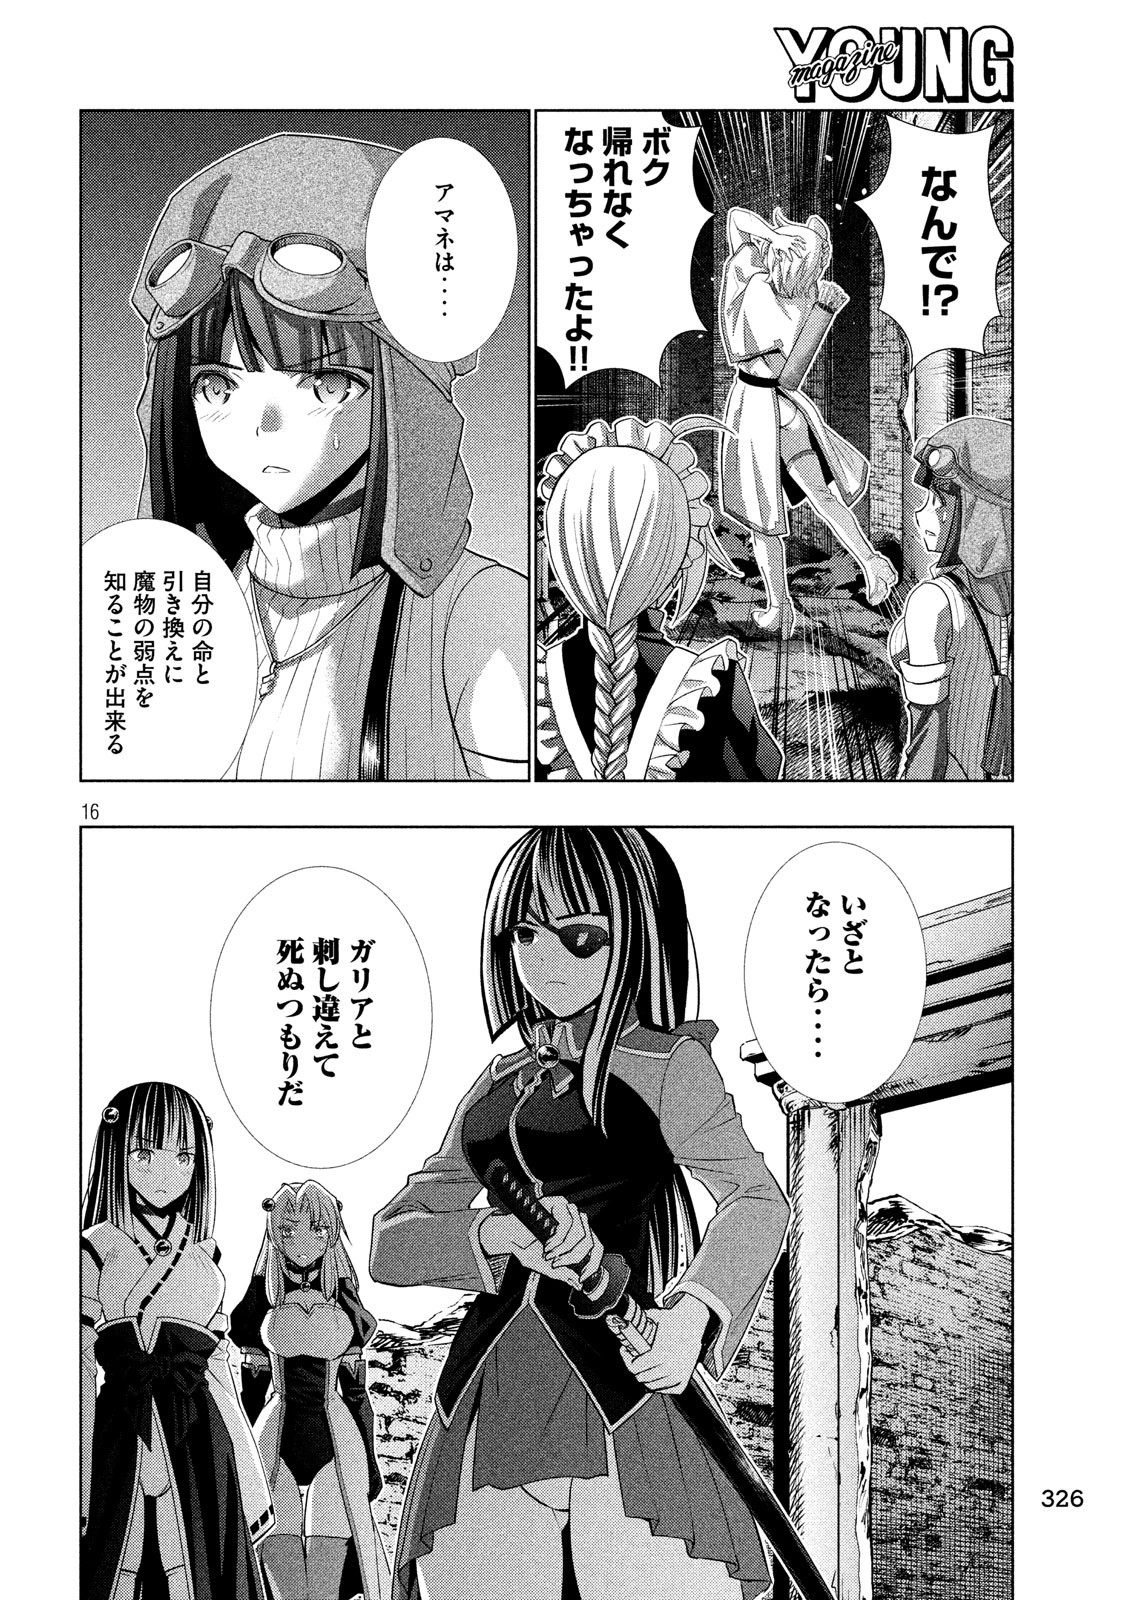 YOUNG
magazine
なんで!?
ボク
帰れなく
なっちゃったよ!!
アマネは‥‥
自分の命と
引き換えに
魔物の弱点を
知ることが出来る
16
いざと
なったら‥‥
ガリアと
刺し違えて
死ぬつもりだ
326